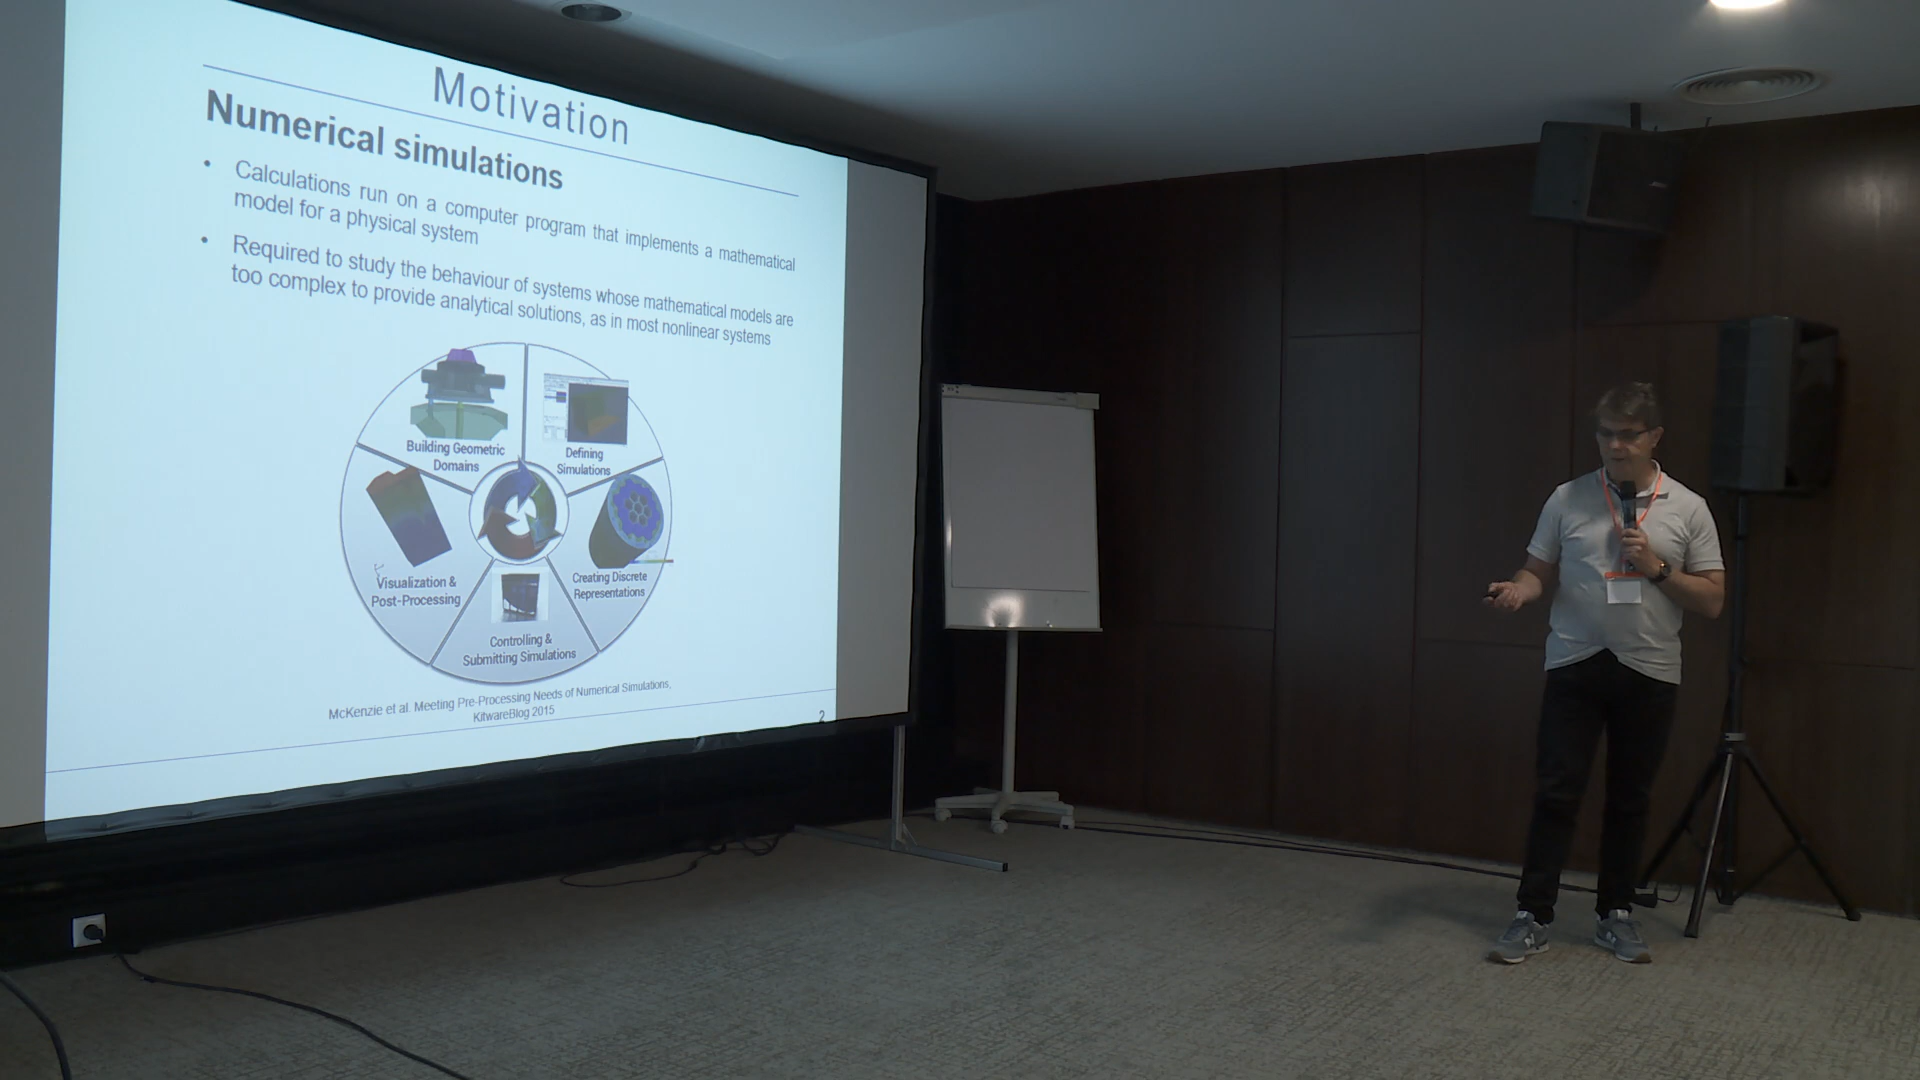 Motivation
Numerical simulations
• Calculations run on a computer program that implements a mathematical
model for a physical system
• Required to study the behaviour of systems whose mathematical models are
too complex to provide analytical solutions, as in most nonlinear systems
Building Geometric
Domains
Defining
Simulations
Visualization &
Post-Processing
Creating Discrete
Representations
Controlling &
Submitting Simulations
McKenzie et al. Meeting Pre-Processing Needs of Numerical Simulations,
KitwareBlog 2015
2